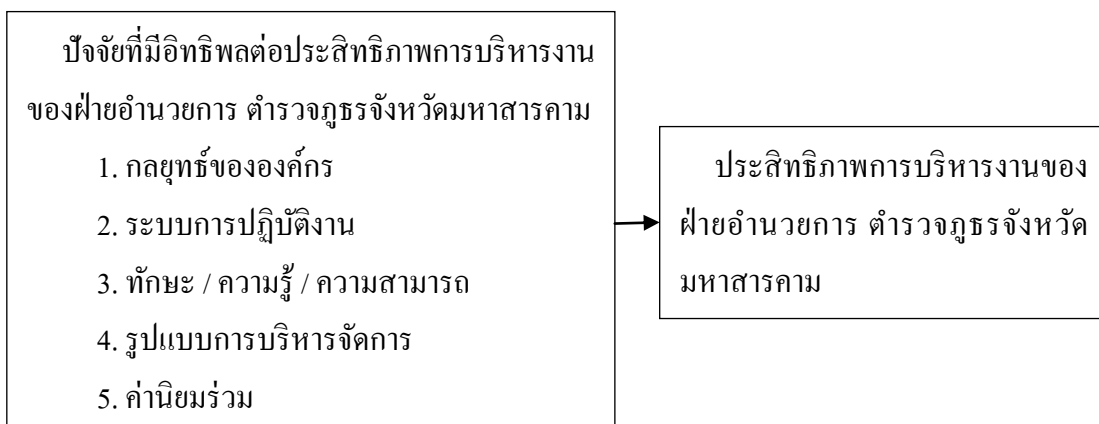 ปัจจัยที่มีอิทธิพลต่อประสิทธิภาพการบริหารงาน
ของฝ่ายอำนวยการ ตำรวจภูธรจังหวัดมหาสารคาม
1. กลยุทธ์ขององค์กร
2. ระบบการปฏิบัติงาน
3. ทักษะ / ความรู้ / ความสามารถ
4. รูปแบบการบริหารจัดการ
5. ค่านิยมร่วม
ประสิทธิภาพการบริหารงานของ
ฝ่ายอำนวยการ ตำรวจภูธรจังหวัด
มหาสารคาม